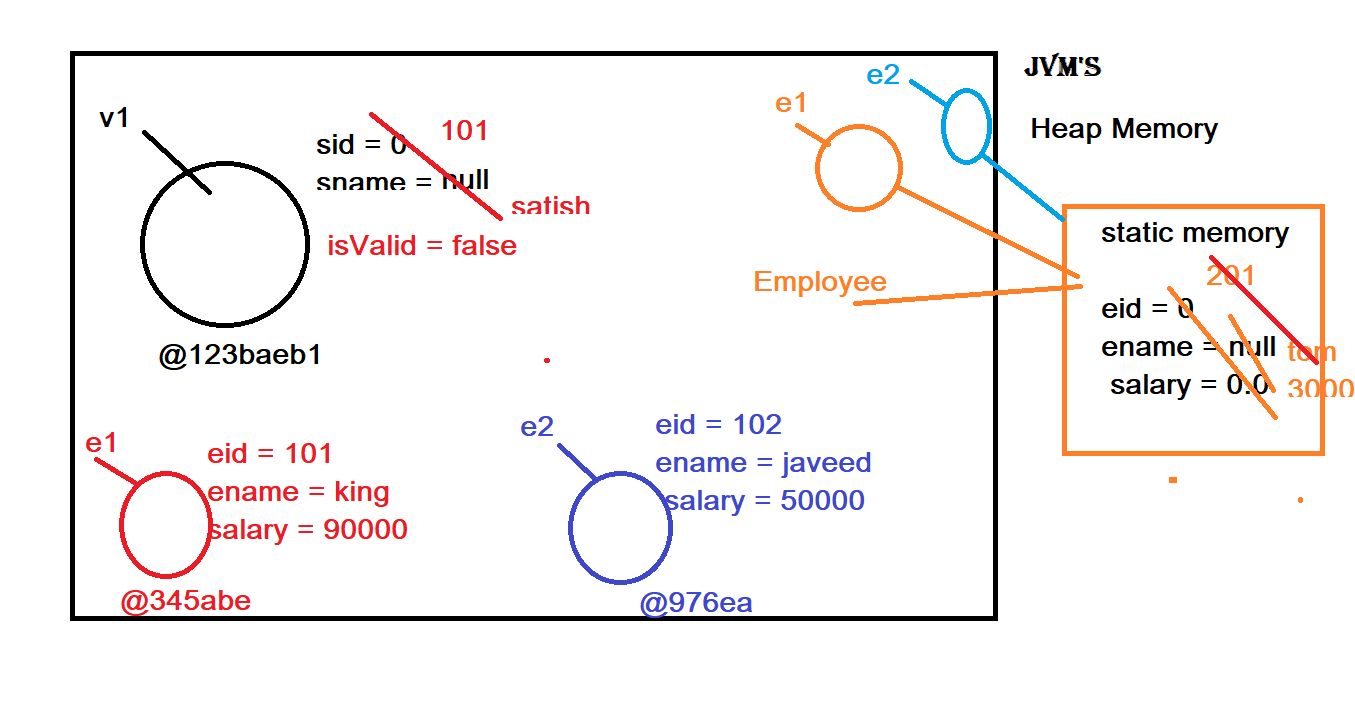 JVM'S
Heap Memory
v1
sid = 0
101
sname = null
satish
isValid = false
@123baeb1
e1
e2
Employee
static memory
201
eid = 0
ename = null
tom
salary = 0.0
3000
e1
eid = 101
ename = king
salary = 90000
@345abe
e2
eid = 102
ename = javeed
salary = 50000
@976ea